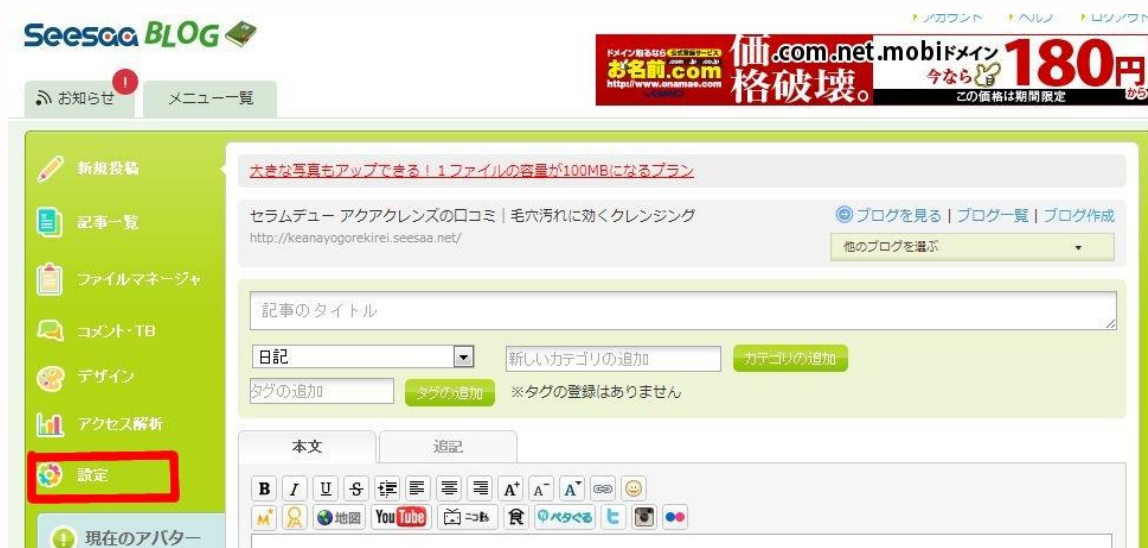 アカウント ヘルプ ログアウト
Seesaa BLOG
ドメイン取るなら公式登録サービス
お名前.com
http://www.onamae.com
by GMO
価格破壊。
.com .net .mobiドメイン
今なら
180円から
この価格は期間限定
お知らせ ! メニュー一覧
新規投稿
記事一覧
ファイルマネージャ
コメント・TB
デザイン
アクセス解析
設定
現在のアバター
大きな写真もアップできる!1ファイルの容量が100MBになるプラン
セラムデュー アクアクレンズの口コミ|毛穴汚れに効くクレンジング
http://keanayogorekirei.seesaa.net/
ブログを見る | ブログ一覧 | ブログ作成
他のブログを選ぶ
記事のタイトル
日記 新しいカテゴリの追加 カテゴリの追加
タグの追加 タグの追加 ※タグの登録はありません
本文 追記
B I U S A+ A- A
M 地図 YouTube ニコ動 食 ペタぐる t